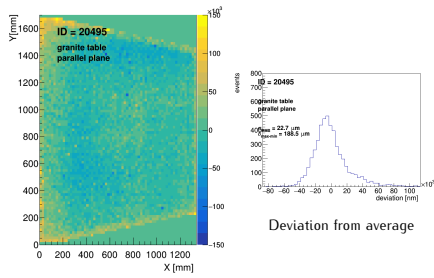 ×10³
150
100
50
0
−50
−100
−150
Y[mm]
1600
1400
1200
1000
800
600
400
200
0
ID = 20495
granite table
parallel plane
0 200 400 600 800 1000 1200
X [mm]
events
800
700
600
500
400
300
200
100
0
ID = 20495
granite table
parallel plane
= 22.7 μm
max-min = 188.5 μm
−80 −60 −40 −20 0 20 40 60 80 100
×10³
deviation [nm]
Deviation from average